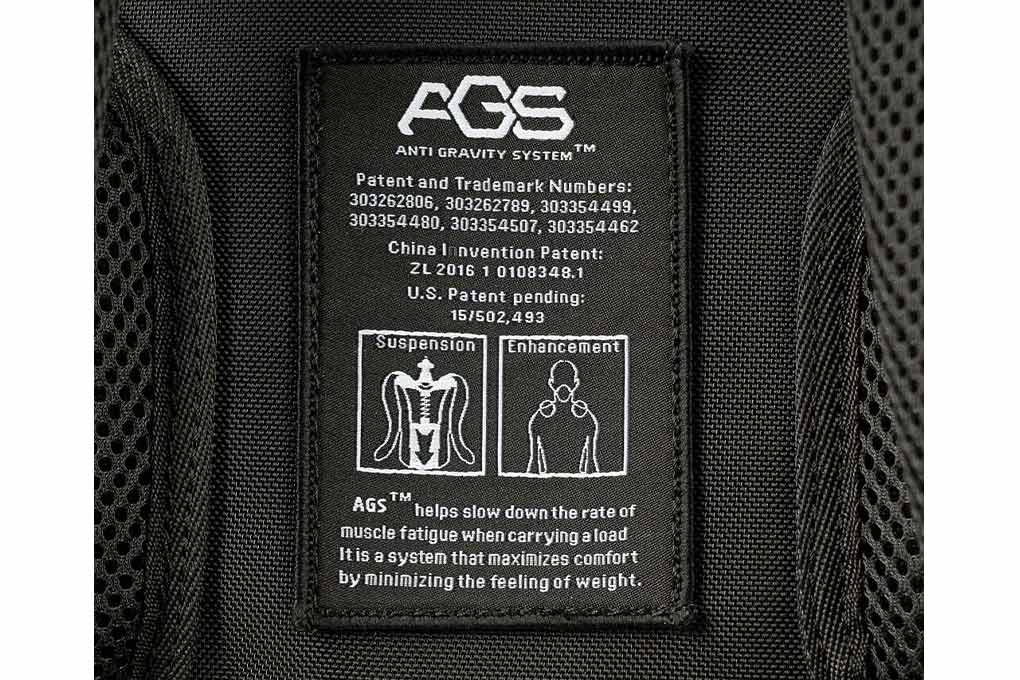 AGS
ANTI GRAVITY SYSTEM™
Patent and Trademark Numbers:
303262806, 303262789, 303354499,
303354480, 303354507, 303354462
China Innvention Patent:
ZL 2016 1 0108348.1
U.S. Patent pending:
15/502,493
Suspension
Enhancement
AGS™ helps slow down the rate of
muscle fatigue when carrying a load
It is a system that maximizes comfort
by minimizing the feeling of weight.